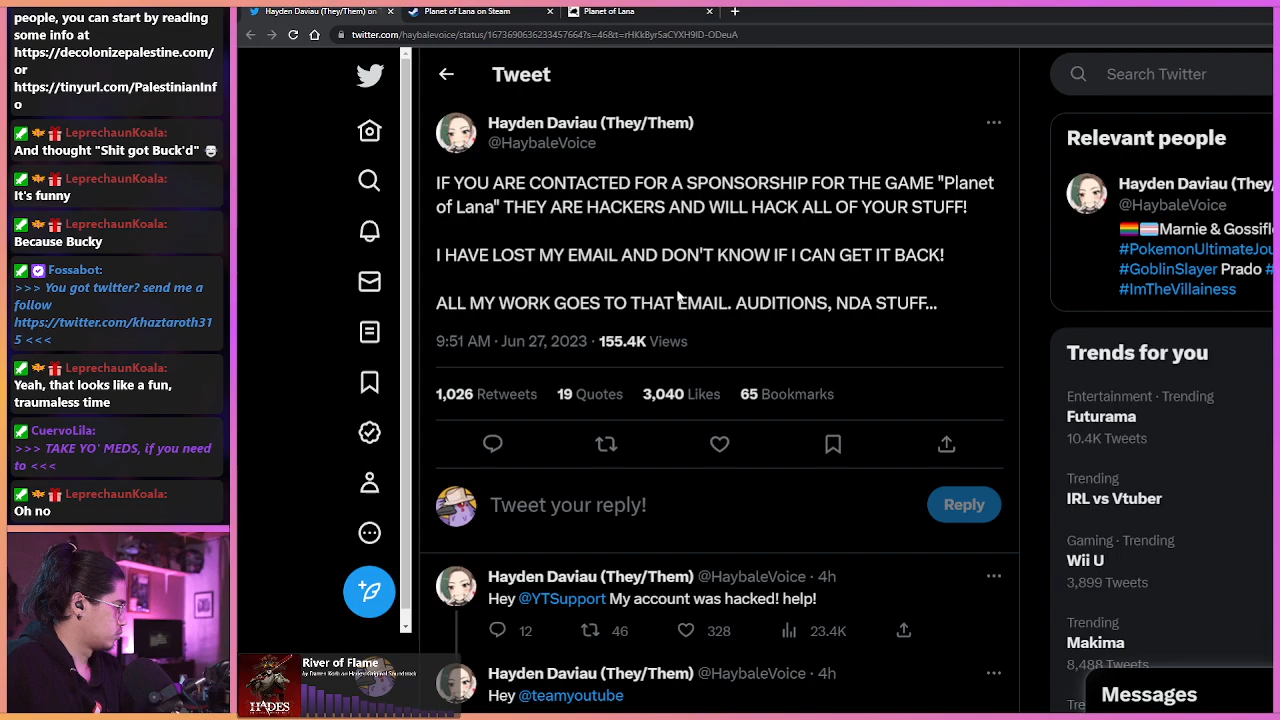 people, you can start by reading
some info at
https://decolonizepalestine.com/
or
https://tinyurl.com/PalestinianInf
o
LeprechaunKoala:
And thought "Shit got Buck'd"
LeprechaunKoala:
It's funny
LeprechaunKoala:
Because Bucky
Fossabot:
>>> You got twitter? send me a
follow
https://twitter.com/khaztaroth31
5 <<<
LeprechaunKoala:
Yeah, that looks like a fun,
traumaless time
CuervoLila:
>>> TAKE YO' MEDS, if you need
to <<<
LeprechaunKoala:
Oh no
River of Flame
HADES
Hayden Daviau (They/Them) on T
Planet of Lana on Steam
Planet of Lana
twitter.com/haybalevoice/status/1673690636233457664?s=46&t=rHKkByr5aCYXH9ID-ODeuA
Tweet
Hayden Daviau (They/Them)
@HaybaleVoice
IF YOU ARE CONTACTED FOR A SPONSORSHIP FOR THE GAME "Planet
of Lana" THEY ARE HACKERS AND WILL HACK ALL OF YOUR STUFF!
I HAVE LOST MY EMAIL AND DON'T KNOW IF I CAN GET IT BACK!
ALL MY WORK GOES TO THAT EMAIL. AUDITIONS, NDA STUFF...
9:51 AM · Jun 27, 2023 · 155.4K Views
1,026 Retweets 19 Quotes 3,040 Likes 65 Bookmarks
Tweet your reply!
Reply
Hayden Daviau (They/Them) @HaybaleVoice · 4h
Hey @YTSupport My account was hacked! help!
12 46 328 23.4K
Hayden Daviau (They/Them) @HaybaleVoice · 4h
Hey @teamyoutube
Search Twitter
Relevant people
Hayden Daviau (They/
@HaybaleVoice
Marnie & Gossifl
#PokemonUltimateJou
#GoblinSlayer Prado #
#ImTheVillainess
Trends for you
Entertainment · Trending
Futurama
10.4K Tweets
Trending
IRL vs Vtuber
Gaming · Trending
Wii U
3,899 Tweets
Trending
Makima
8,488 Tweets
Messages